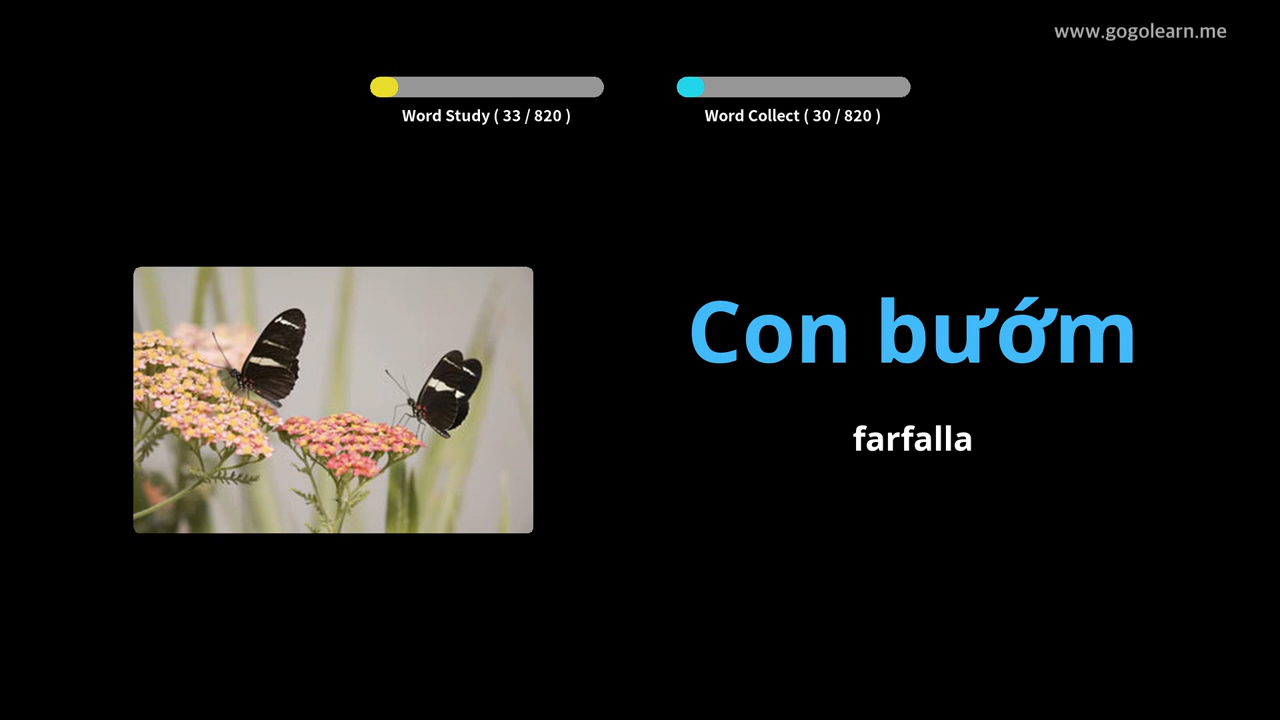 www.gogolearn.me
Word Study ( 33 / 820 )
Word Collect ( 30 / 820 )
Con bướm
farfalla